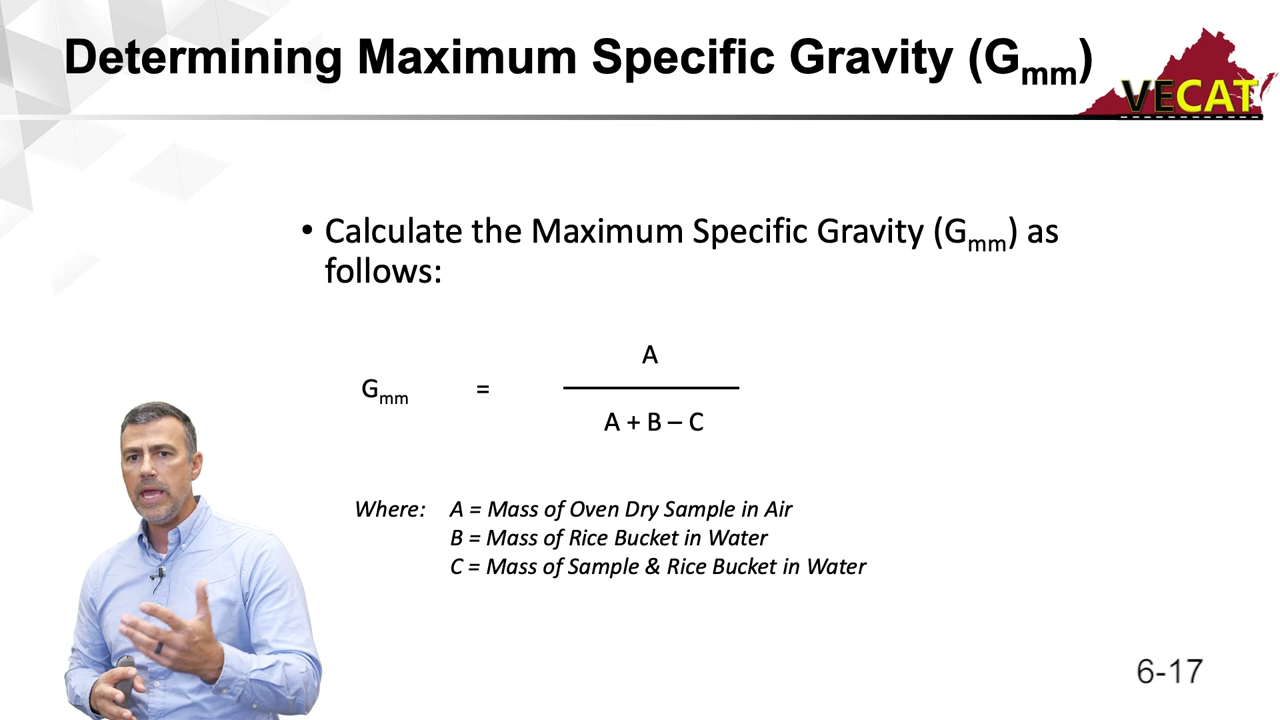 Determining Maximum Specific Gravity (Gmm)
VECAT
• Calculate the Maximum Specific Gravity (Gmm) as
follows:
A
Gmm =
A + B – C
Where: A = Mass of Oven Dry Sample in Air
B = Mass of Rice Bucket in Water
C = Mass of Sample & Rice Bucket in Water
6-17